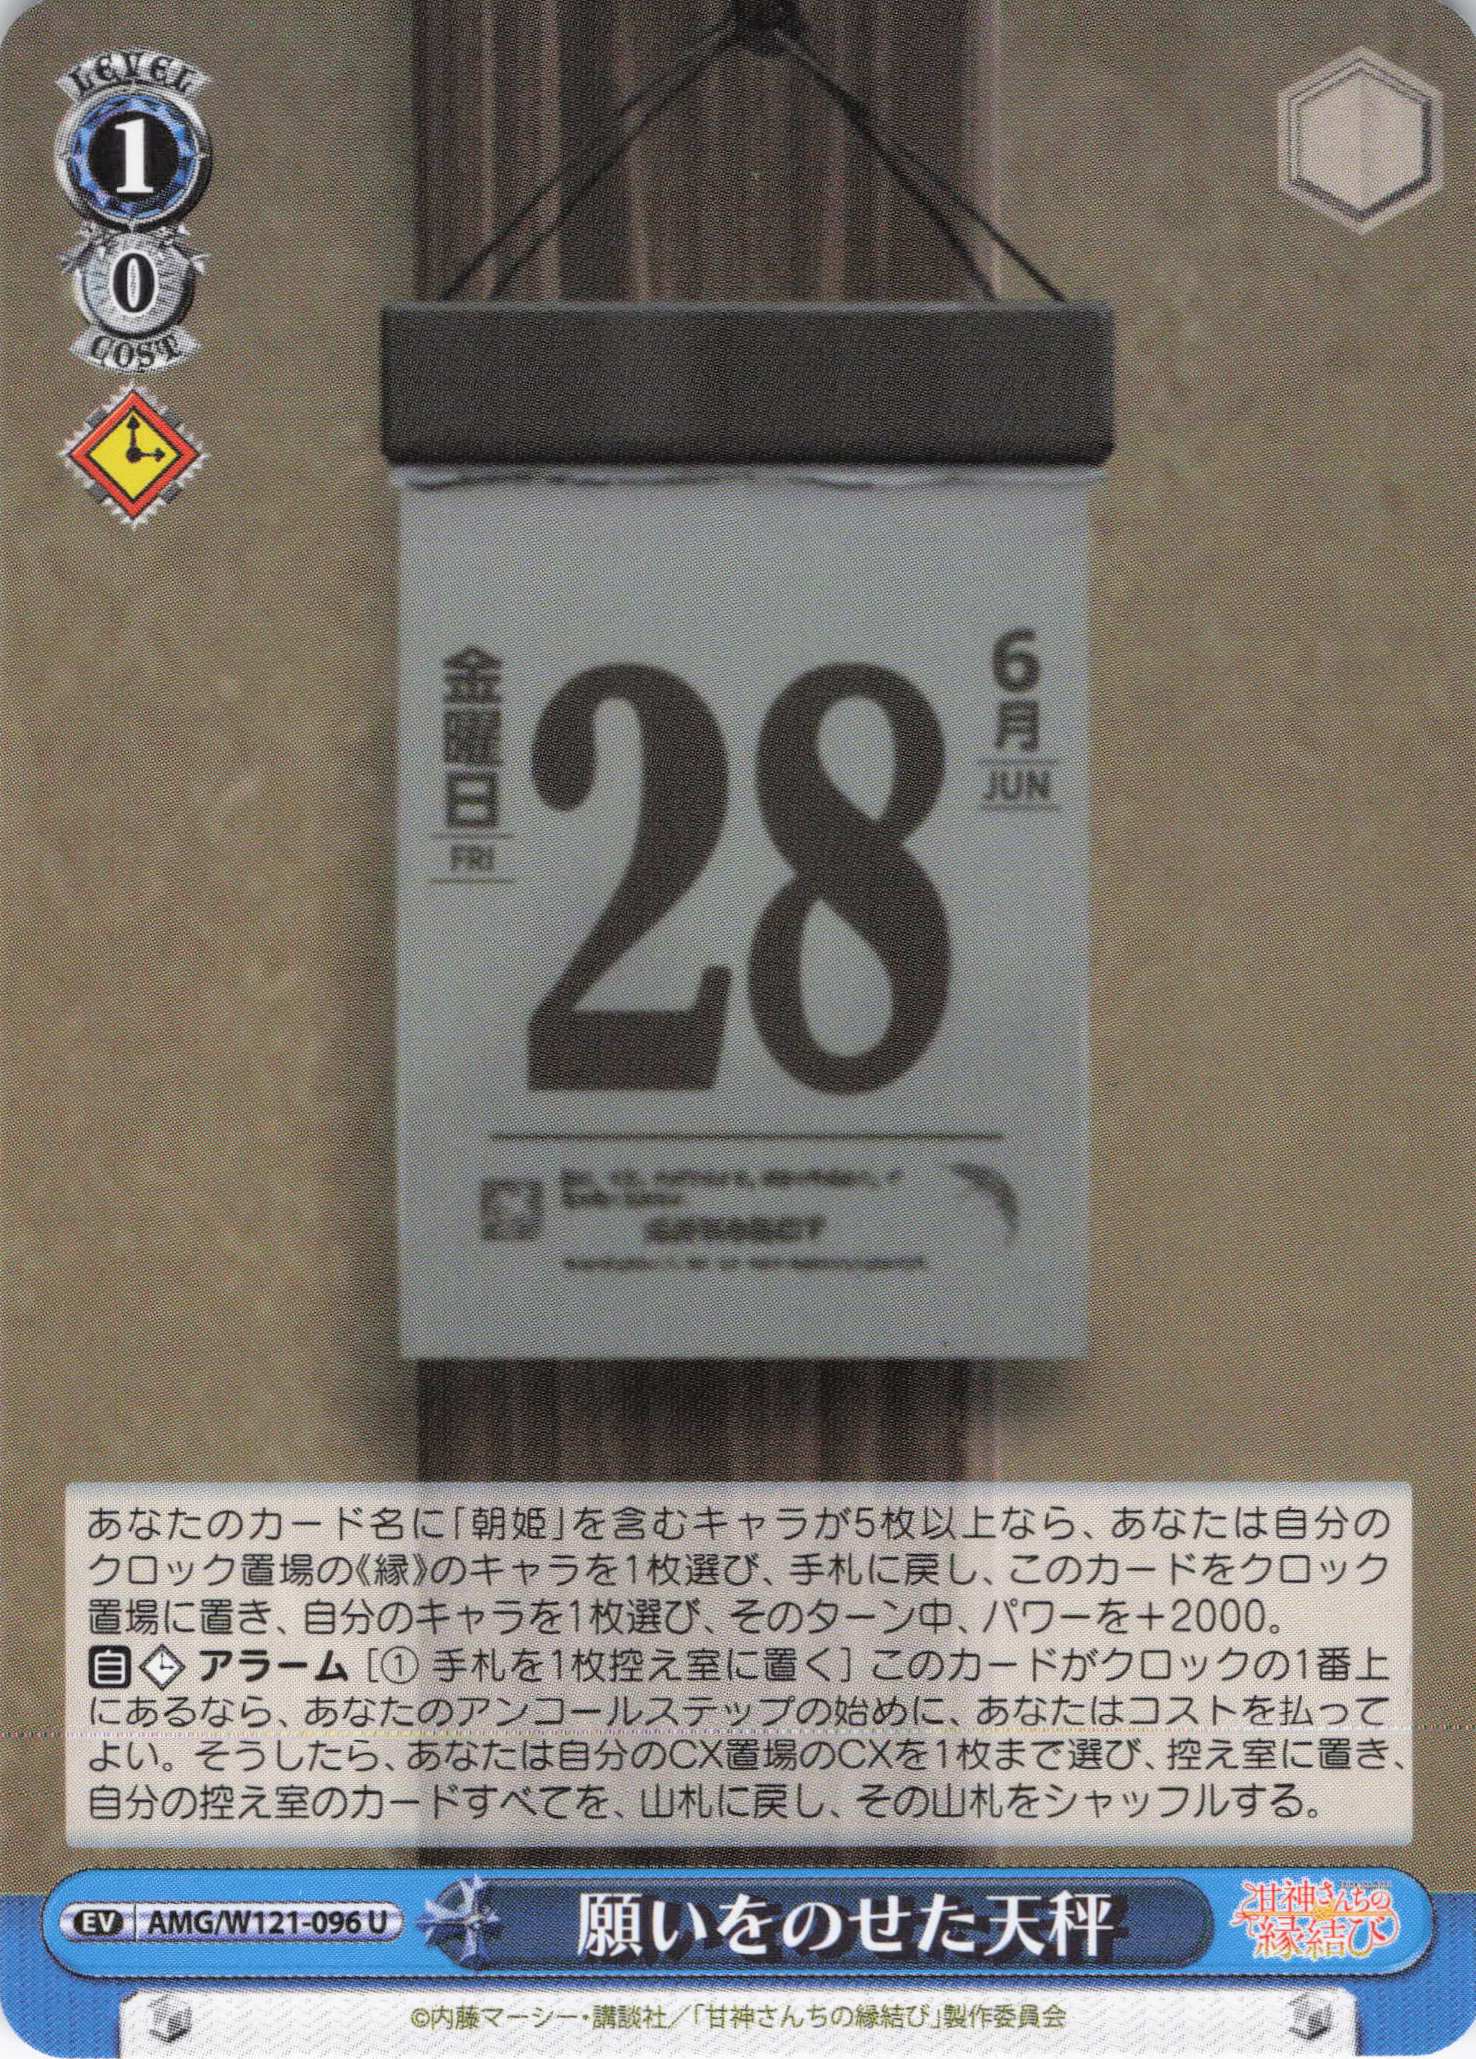 LEVEL
1
0
COST
6月
JUN
金曜日
FRI
28
あなたのカード名に「朝姫」を含むキャラが5枚以上なら、あなたは自分の
クロック置場の《縁》のキャラを1枚選び、手札に戻し、このカードをクロック
置場に置き、自分のキャラを1枚選び、そのターン中、パワーを+2000。
自 アラーム [① 手札を1枚控え室に置く] このカードがクロックの1番上
にあるなら、あなたのアンコールステップの始めに、あなたはコストを払って
よい。そうしたら、あなたは自分のCX置場のCXを1枚まで選び、控え室に置き、
自分の控え室のカードすべてを、山札に戻し、その山札をシャッフルする。
EV AMG/W121-096 U
願いをのせた天秤
甘神さんちの
縁結び
©内藤マーシー・講談社/「甘神さんちの縁結び」製作委員会